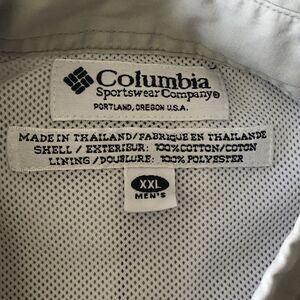 Columbia
Sportswear Company®
PORTLAND, OREGON U.S.A.
MADE IN THAILAND/FABRIQUE EN THAILANDE
SHELL / EXTERIEUR: 100% COTTON/COTON
LINING / DOUBLURE: 100% POLYESTER
XXL
MEN'S